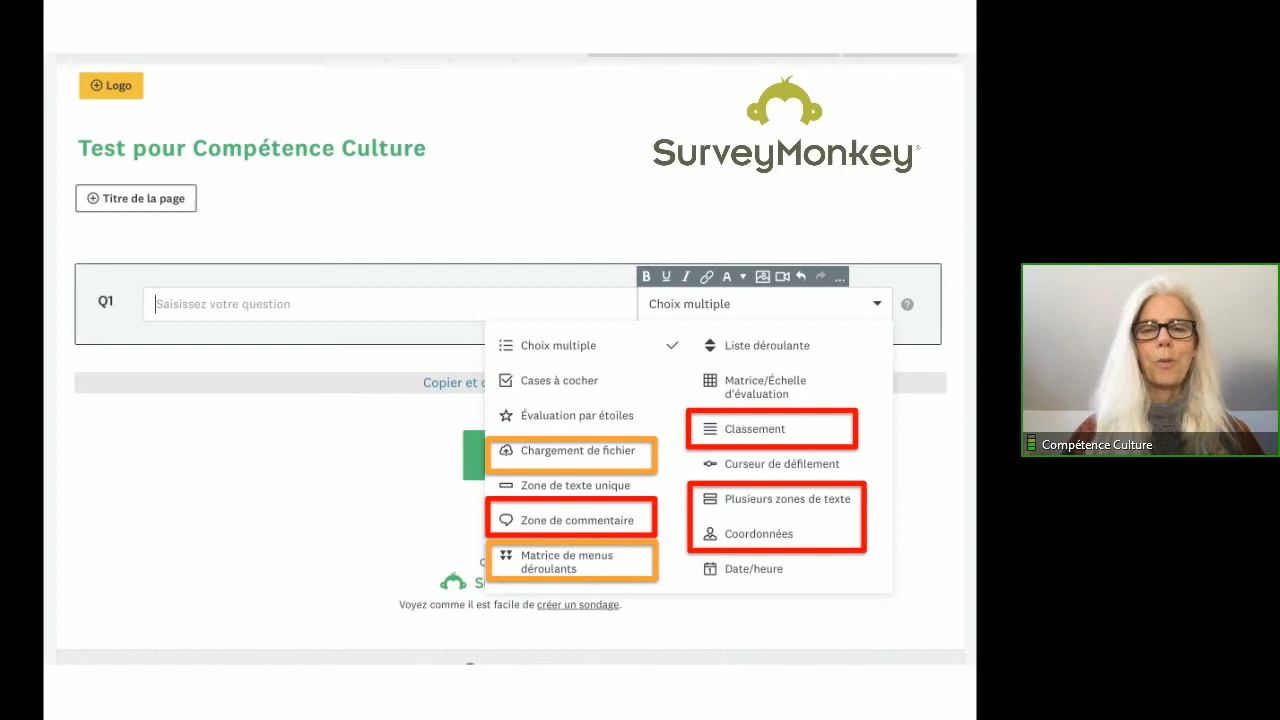 Logo
SurveyMonkey®
Test pour Compétence Culture
Titre de la page
B U I A ...
Q1
Saisissez votre question
Choix multiple
?
Choix multiple
Liste déroulante
Copier et
Cases à cocher
Matrice/Échelle
d'évaluation
Évaluation par étoiles
Classement
Chargement de fichier
Curseur de défilement
Zone de texte unique
Plusieurs zones de texte
Zone de commentaire
Coordonnées
Matrice de menus
déroulants
Date/heure
Voyez comme il est facile de créer un sondage.
Compétence Culture